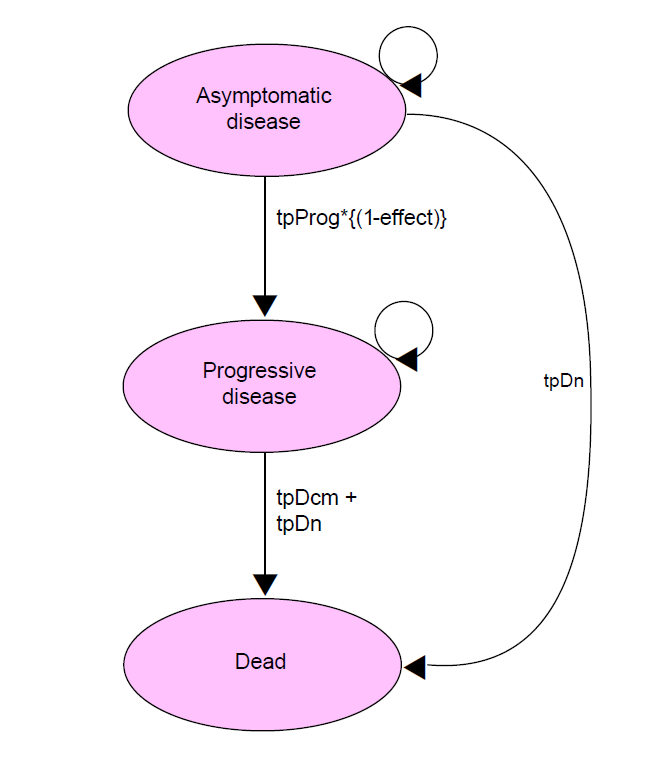 Asymptomatic
disease
tpProg*{(1-effect)}
Progressive
disease
tpDn
tpDcm +
tpDn
Dead